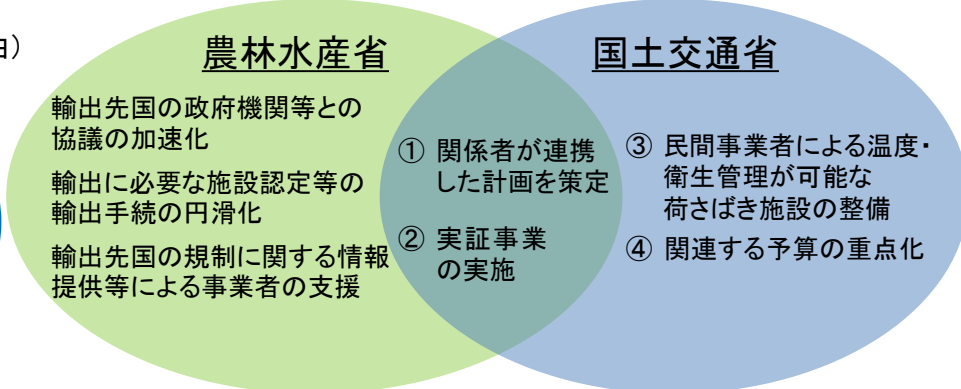 由）
農林水産省
輸出先国の政府機関等との
協議の加速化
輸出に必要な施設認定等の
輸出手続の円滑化
輸出先国の規制に関する情報
提供等による事業者の支援
① 関係者が連携
した計画を策定
② 実証事業
の実施
国土交通省
③ 民間事業者による温度・
衛生管理が可能な
荷さばき施設の整備
④ 関連する予算の重点化